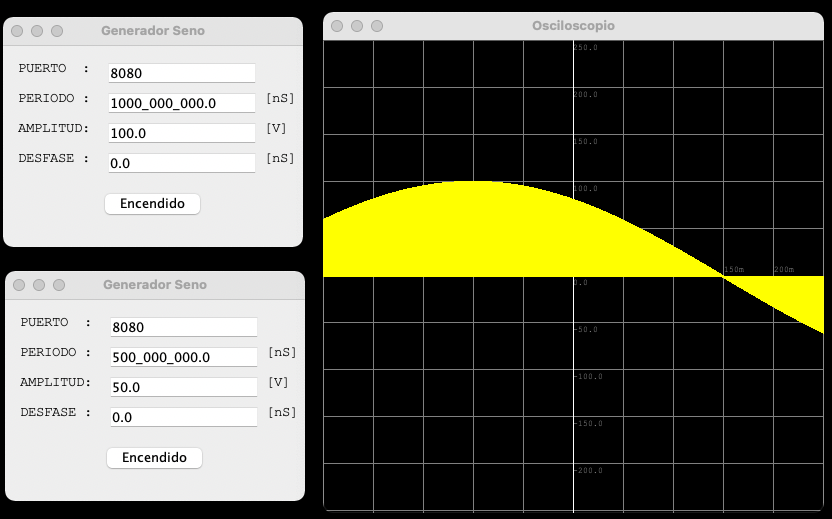 Generador Seno
PUERTO  : 8080
PERIODO : 1000_000_000.0 [nS]
AMPLITUD: 100.0 [V]
DESFASE : 0.0 [nS]
Encendido
Generador Seno
PUERTO  : 8080
PERIODO : 500_000_000.0 [nS]
AMPLITUD: 50.0 [V]
DESFASE : 0.0 [nS]
Encendido
Osciloscopio
250.0
200.0
150.0
100.0
150m 200m
0.0
-50.0
-100.0
-150.0
-200.0